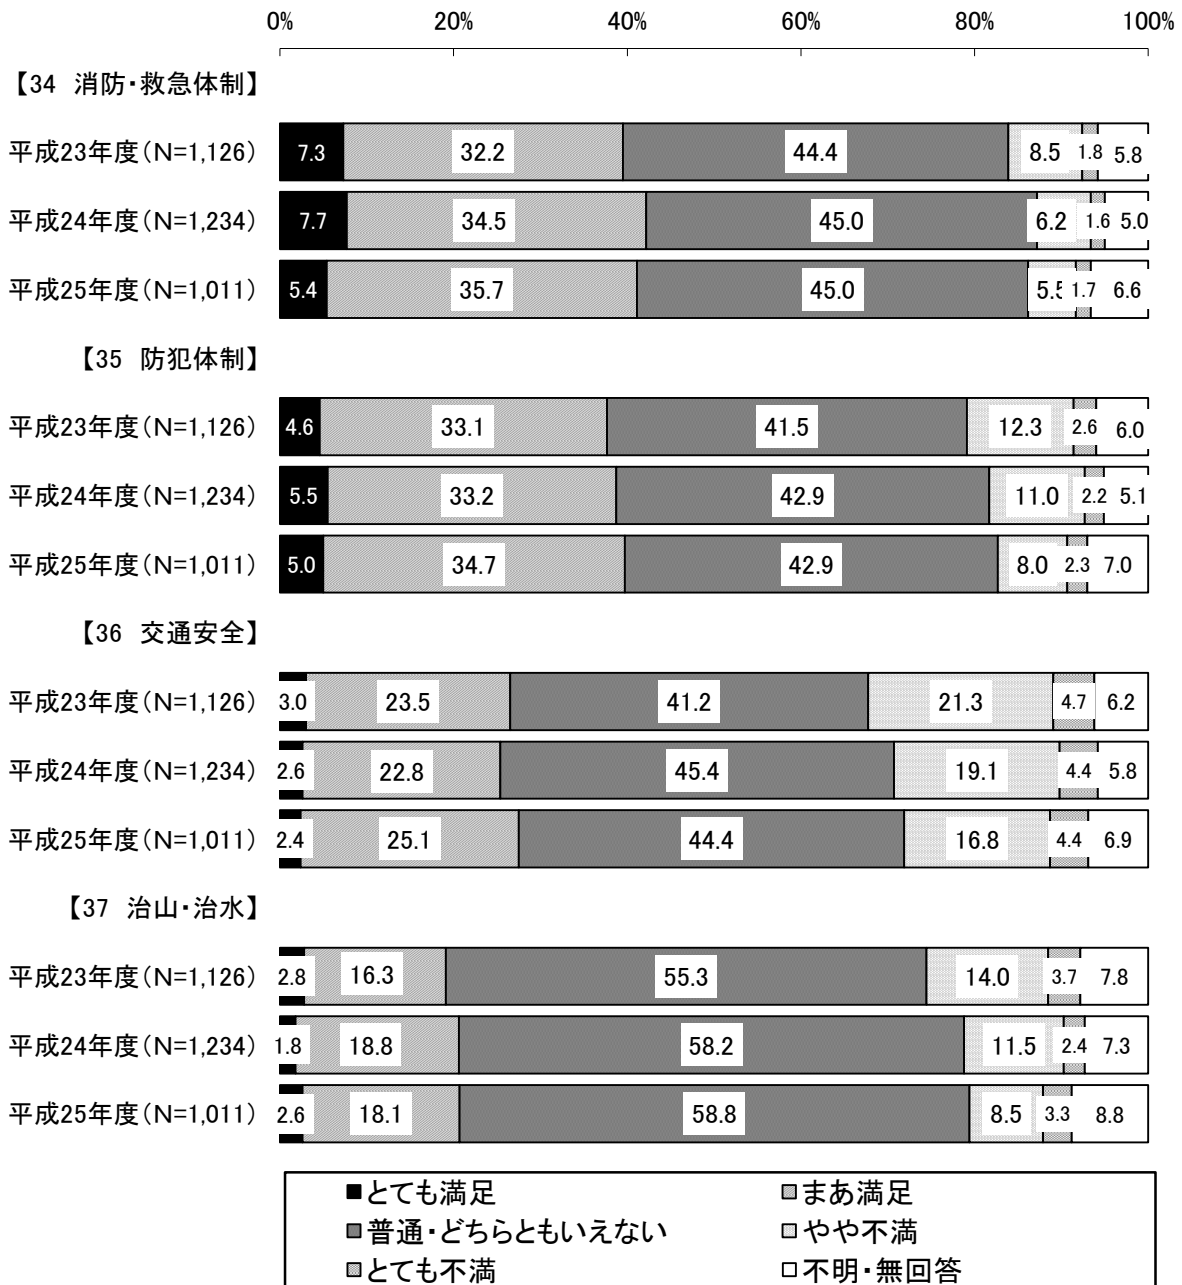 0% 20% 40% 60% 80% 100%
【34 消防・救急体制】
平成23年度(N=1,126) 7.3 32.2 44.4 8.5 1.8 5.8
平成24年度(N=1,234) 7.7 34.5 45.0 6.2 1.6 5.0
平成25年度(N=1,011) 5.4 35.7 45.0 5.5 1.7 6.6
【35 防犯体制】
平成23年度(N=1,126) 4.6 33.1 41.5 12.3 2.6 6.0
平成24年度(N=1,234) 5.5 33.2 42.9 11.0 2.2 5.1
平成25年度(N=1,011) 5.0 34.7 42.9 8.0 2.3 7.0
【36 交通安全】
平成23年度(N=1,126) 3.0 23.5 41.2 21.3 4.7 6.2
平成24年度(N=1,234) 2.6 22.8 45.4 19.1 4.4 5.8
平成25年度(N=1,011) 2.4 25.1 44.4 16.8 4.4 6.9
【37 治山・治水】
平成23年度(N=1,126) 2.8 16.3 55.3 14.0 3.7 7.8
平成24年度(N=1,234) 1.8 18.8 58.2 11.5 2.4 7.3
平成25年度(N=1,011) 2.6 18.1 58.8 8.5 3.3 8.8
とても満足 まあ満足
普通・どちらともいえない やや不満
とても不満 不明・無回答